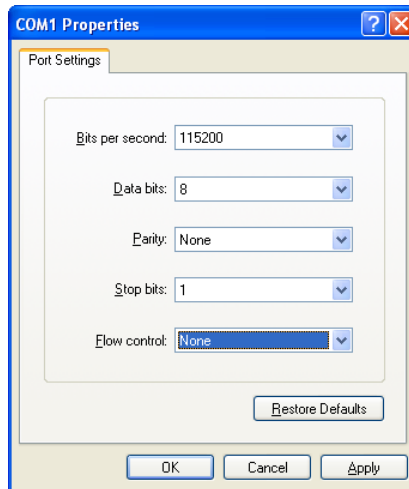 COM1 Properties
Port Settings
Bits per second: 115200
Data bits: 8
Parity: None
Stop bits: 1
Flow control: None
Restore Defaults
OK Cancel Apply